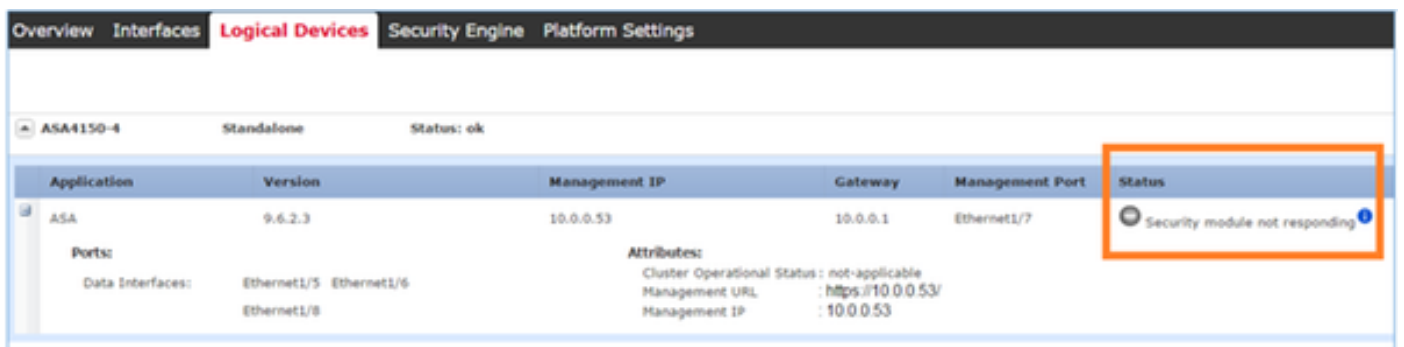 Overview Interfaces Logical Devices Security Engine Platform Settings
ASA4150-4 Standalone Status: ok
Application Version Management IP Gateway Management Port Status
ASA 9.6.2.3 10.0.0.53 10.0.0.1 Ethernet1/7 Security module not responding
Ports: Attributes:
Cluster Operational Status : not-applicable
Data Interfaces: Ethernet1/5 Ethernet1/6
Management URL : https://10.0.0.53/
Ethernet1/8
Management IP : 10.0.0.53